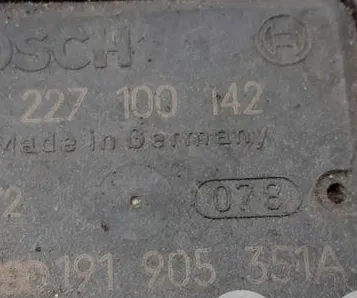 OSCH
227 100 142
Made in Germany
2
078
191 905 351A